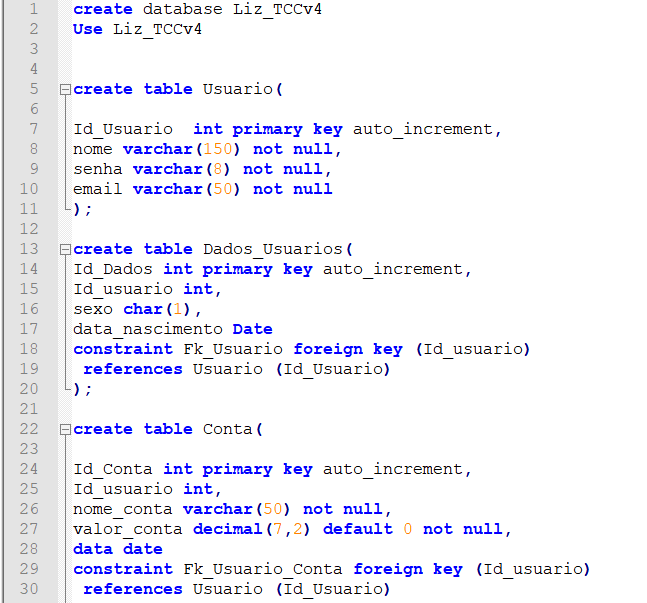 1 create database Liz_TCCv4
2 Use Liz_TCCv4
3
4
5 create table Usuario(
6
7 Id_Usuario  int primary key auto_increment,
8 nome varchar(150) not null,
9 senha varchar(8) not null,
10 email varchar(50) not null
11 );
12
13 create table Dados_Usuarios(
14 Id_Dados int primary key auto_increment,
15 Id_usuario int,
16 sexo char(1),
17 data_nascimento Date
18 constraint Fk_Usuario foreign key (Id_usuario)
19  references Usuario (Id_Usuario)
20 );
21
22 create table Conta(
23
24 Id_Conta int primary key auto_increment,
25 Id_usuario int,
26 nome_conta varchar(50) not null,
27 valor_conta decimal(7,2) default 0 not null,
28 data date
29 constraint Fk_Usuario_Conta foreign key (Id_usuario)
30  references Usuario (Id_Usuario)